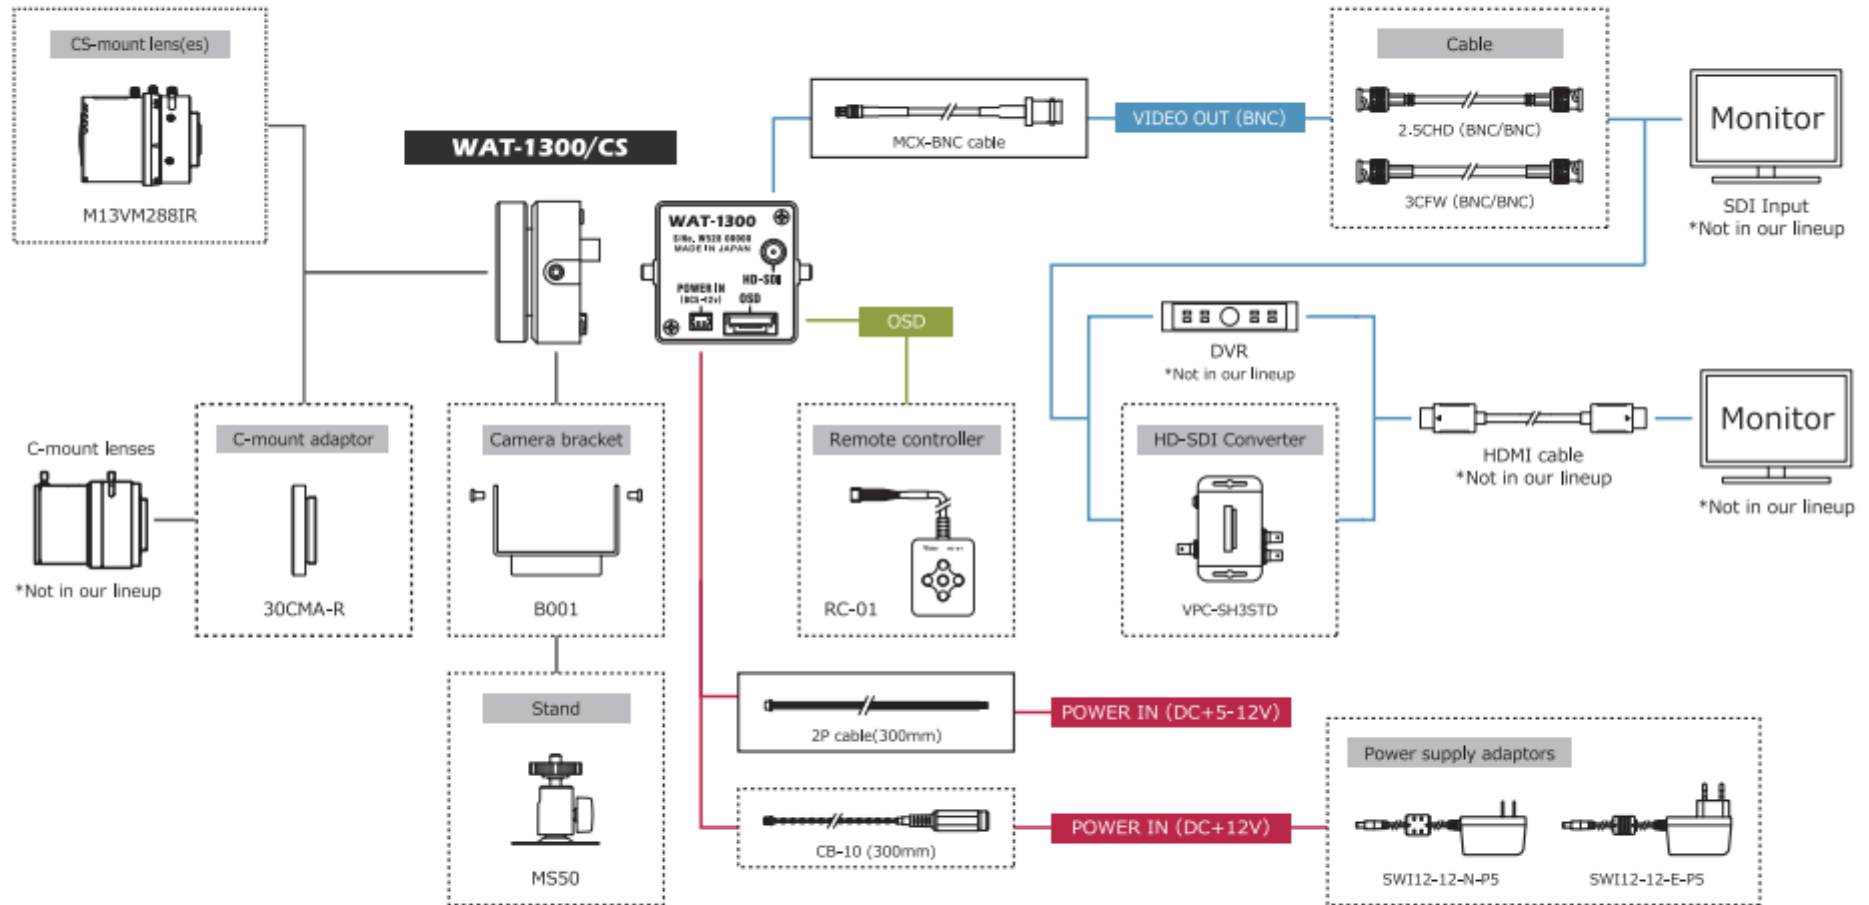 CS-mount lens(es)
M13VM288IR
WAT-1300/CS
WAT-1300
S/No. W528 00000
MADE IN JAPAN
HD-SDI
POWER IN
(DC5-12v)
OSD
MCX-BNC cable
VIDEO OUT (BNC)
Cable
2.5CHD (BNC/BNC)
3CFW (BNC/BNC)
Monitor
SDI Input
*Not in our lineup
OSD
DVR
*Not in our lineup
C-mount lenses
*Not in our lineup
C-mount adaptor
30CMA-R
Camera bracket
B001
Remote controller
RC-01
HD-SDI Converter
VPC-SH3STD
HDMI cable
*Not in our lineup
Monitor
*Not in our lineup
Stand
MS50
2P cable(300mm)
POWER IN (DC+5-12V)
CB-10 (300mm)
POWER IN (DC+12V)
Power supply adaptors
SWI12-12-N-P5
SWI12-12-E-P5